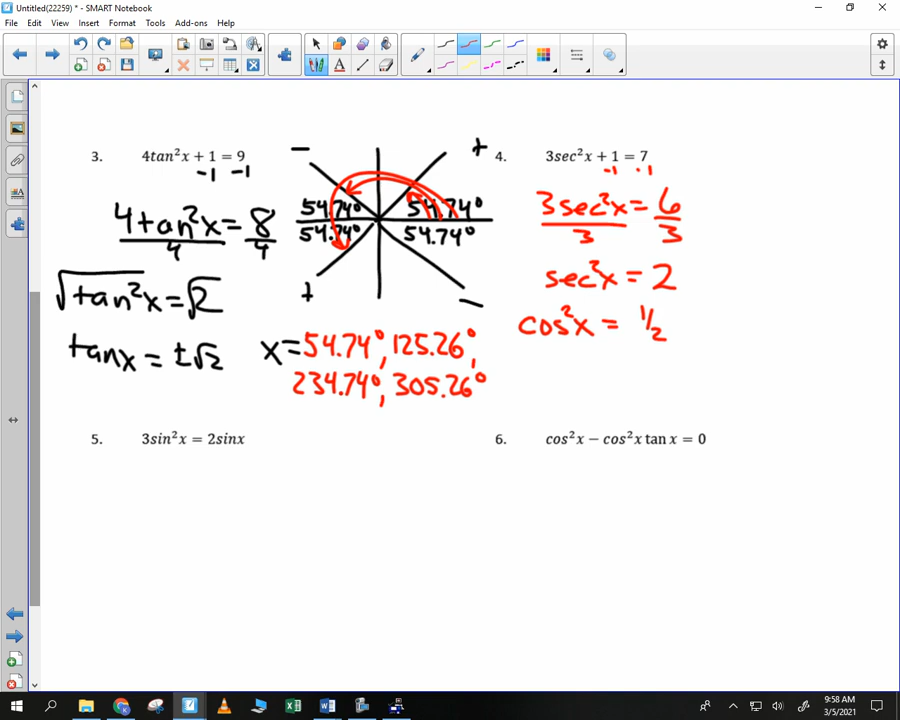 Untitled(22259) * - SMART Notebook
File Edit View Insert Format Tools Add-ons Help
3. 4tan²x + 1 = 9
−1 −1
4tan²x = 8
4 4
√tan²x = √2
tanx = ±√2
− +
54.74° 54.74°
54.74° 54.74°
+ −
x = 54.74°, 125.26°,
234.74°, 305.26°
4. 3sec²x + 1 = 7
-1 -1
3sec²x = 6
3 3
sec²x = 2
cos²x = 1/2
5. 3sin²x = 2sinx
6. cos²x − cos²x tan x = 0
9:58 AM
3/5/2021